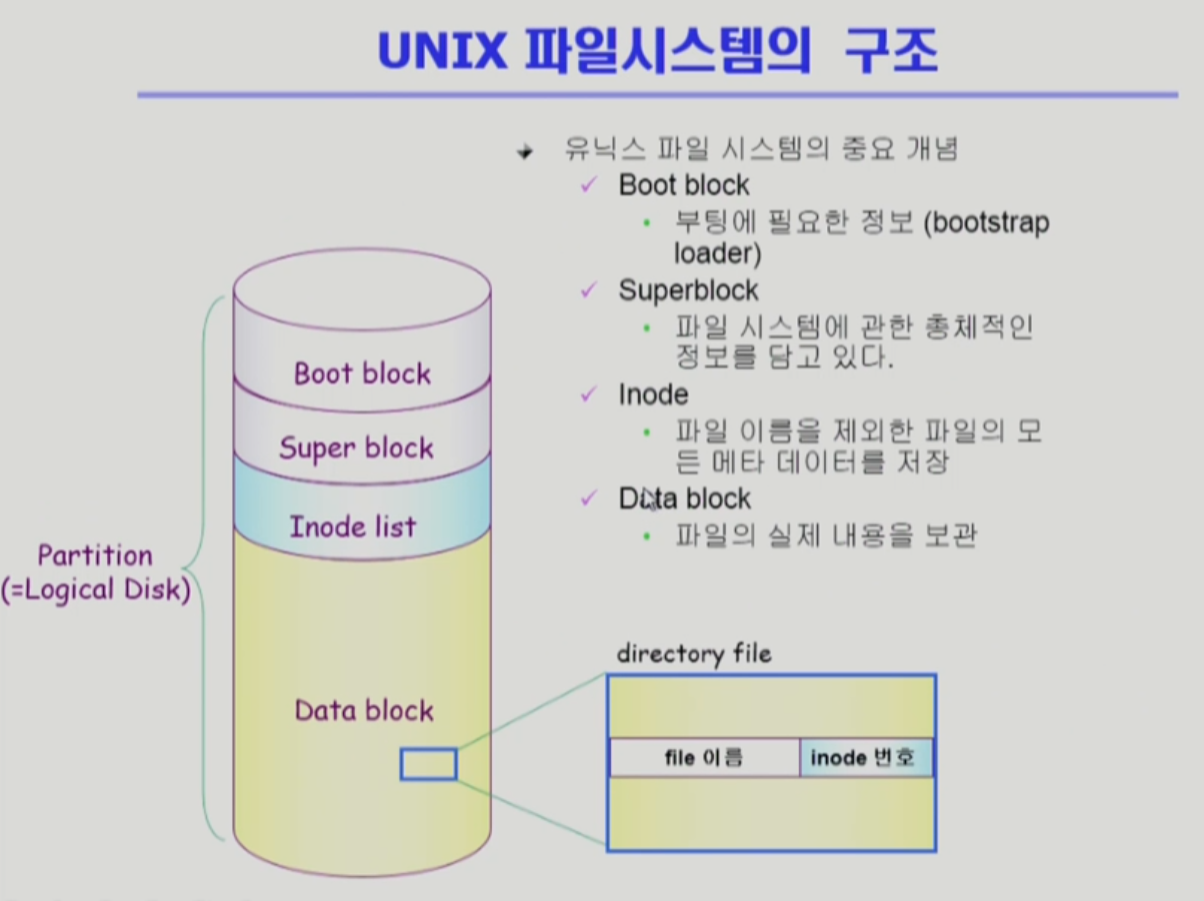 UNIX 파일시스템의 구조
유닉스 파일 시스템의 중요 개념
Boot block
부팅에 필요한 정보 (bootstrap
loader)
Superblock
파일 시스템에 관한 총체적인
정보를 담고 있다.
Inode
파일 이름을 제외한 파일의 모
든 메타 데이터를 저장
Data block
파일의 실제 내용을 보관
Boot block
Super block
Inode list
Partition
(=Logical Disk)
Data block
directory file
file 이름
inode 번호